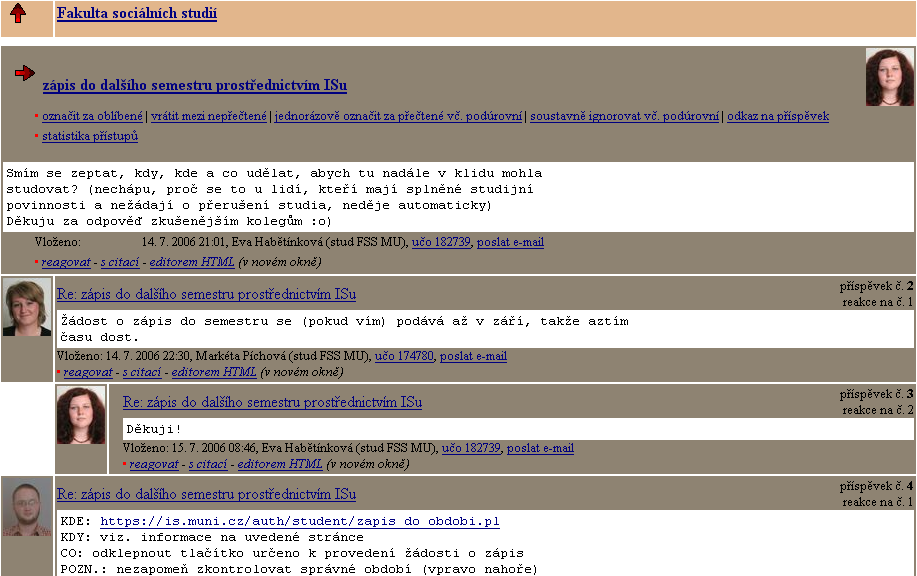 Fakulta sociálních studií
zápis do dalšího semestru prostřednictvím ISu
označit za oblíbené | vrátit mezi nepřečtené | jednorázově označit za přečtené vč. podúrovní | soustavně ignorovat vč. podúrovní | odkaz na příspěvek
statistika přístupů
Smím se zeptat, kdy, kde a co udělat, abych tu nadále v klidu mohla
studovat? (nechápu, proč se to u lidí, kteří mají splněné studijní
povinnosti a nežádají o přerušení studia, neděje automaticky)
Děkuju za odpověď zkušenějším kolegům :o)
Vloženo: 14. 7. 2006 21:01, Eva Habětínková (stud FSS MU), učo 182739, poslat e-mail
reagovat - s citací - editorem HTML (v novém okně)
Re: zápis do dalšího semestru prostřednictvím ISu příspěvek č. 2
reakce na č. 1
Žádost o zápis do semestru se (pokud vím) podává až v září, takže aztím
času dost.
Vloženo: 14. 7. 2006 22:30, Markéta Píchová (stud FSS MU), učo 174780, poslat e-mail
reagovat - s citací - editorem HTML (v novém okně)
Re: zápis do dalšího semestru prostřednictvím ISu příspěvek č. 3
reakce na č. 2
Děkuji!
Vloženo: 15. 7. 2006 08:46, Eva Habětínková (stud FSS MU), učo 182739, poslat e-mail
reagovat - s citací - editorem HTML (v novém okně)
Re: zápis do dalšího semestru prostřednictvím ISu příspěvek č. 4
reakce na č. 1
KDE: https://is.muni.cz/auth/student/zapis_do_obdobi.pl
KDY: viz. informace na uvedené stránce
CO: odklepnout tlačítko určeno k provedení žádosti o zápis
POZN.: nezapomeň zkontrolovat správné období (vpravo nahoře)